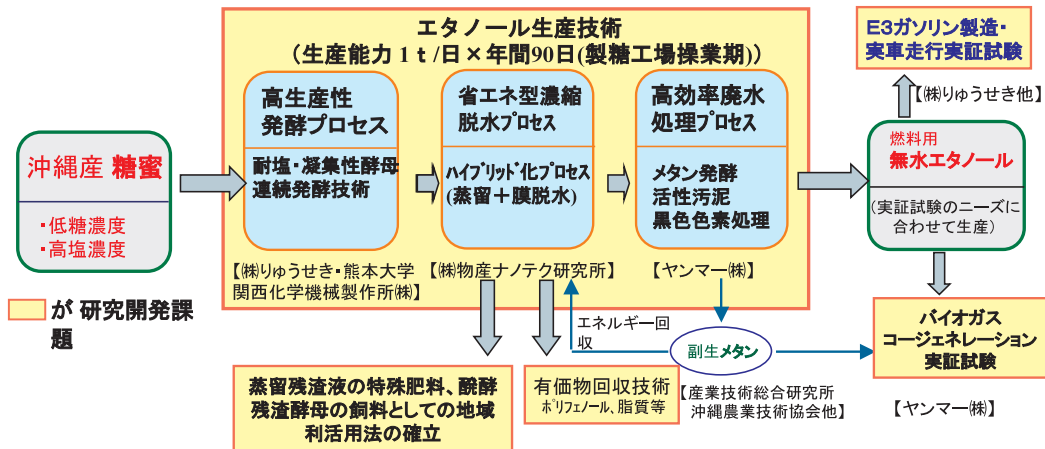 エタノール生産技術
（生産能力 1ｔ/日×年間90日(製糖工場操業期)）
沖縄産 糖蜜
・低糖濃度
・高塩濃度
高生産性
発酵プロセス
耐塩・凝集性酵母
連続発酵技術
省エネ型濃縮
脱水プロセス
ハイブリッド化プロセス
(蒸留＋膜脱水)
高効率廃水
処理プロセス
メタン発酵
活性汚泥
黒色色素処理
【㈱りゅうせき・熊本大学
関西化学機械製作所㈱】
【㈱物産ナノテク研究所】
【ヤンマー㈱】
E3ガソリン製造・
実車走行実証試験
【㈱りゅうせき他】
燃料用
無水エタノール
(実証試験のニーズに
合わせて生産)
が 研究開発課
題
エネルギー回
収
副生メタン
バイオガス
コージェネレーション
実証試験
【ヤンマー㈱】
蒸留残渣液の特殊肥料、醗酵
残渣酵母の飼料としての地域
利活用法の確立
有価物回収技術
ポリフェノール、脂質等
【産業技術総合研究所
沖縄農業技術協会他】